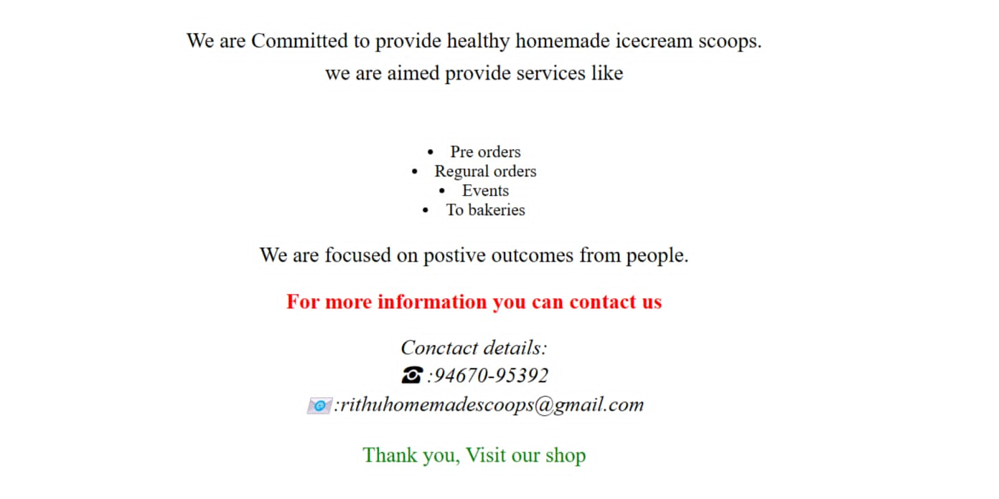 We are Committed to provide healthy homemade icecream scoops.
we are aimed provide services like
• Pre orders
• Regural orders
• Events
• To bakeries
We are focused on postive outcomes from people.
For more information you can contact us
Conctact details:
☎ :94670-95392
📧:rithuhomemadescoops@gmail.com
Thank you, Visit our shop